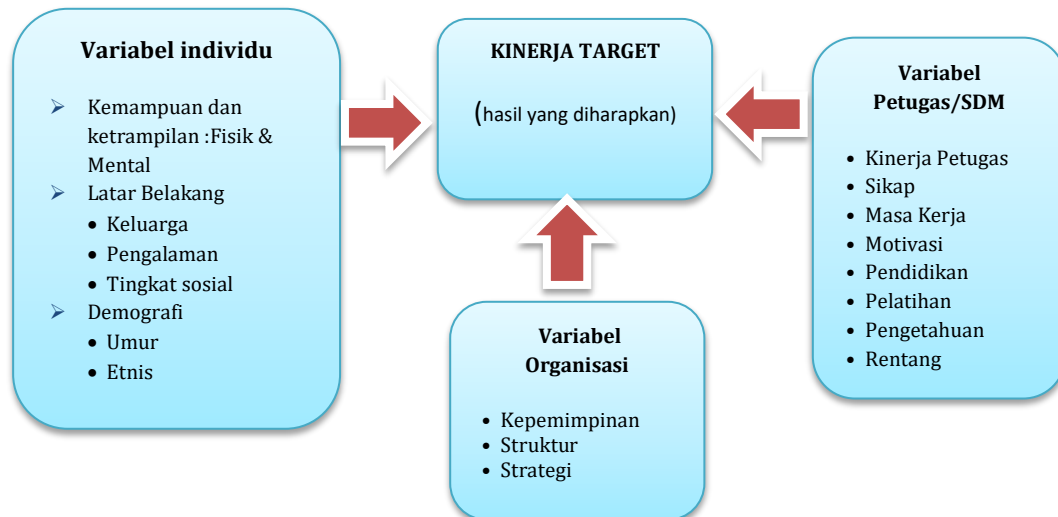 Variabel individu
➢ Kemampuan dan
ketrampilan :Fisik &
Mental
➢ Latar Belakang
• Keluarga
• Pengalaman
• Tingkat sosial
➢ Demografi
• Umur
• Etnis
KINERJA TARGET
(hasil yang diharapkan)
Variabel
Petugas/SDM
• Kinerja Petugas
• Sikap
• Masa Kerja
• Motivasi
• Pendidikan
• Pelatihan
• Pengetahuan
• Rentang
Variabel
Organisasi
• Kepemimpinan
• Struktur
• Strategi